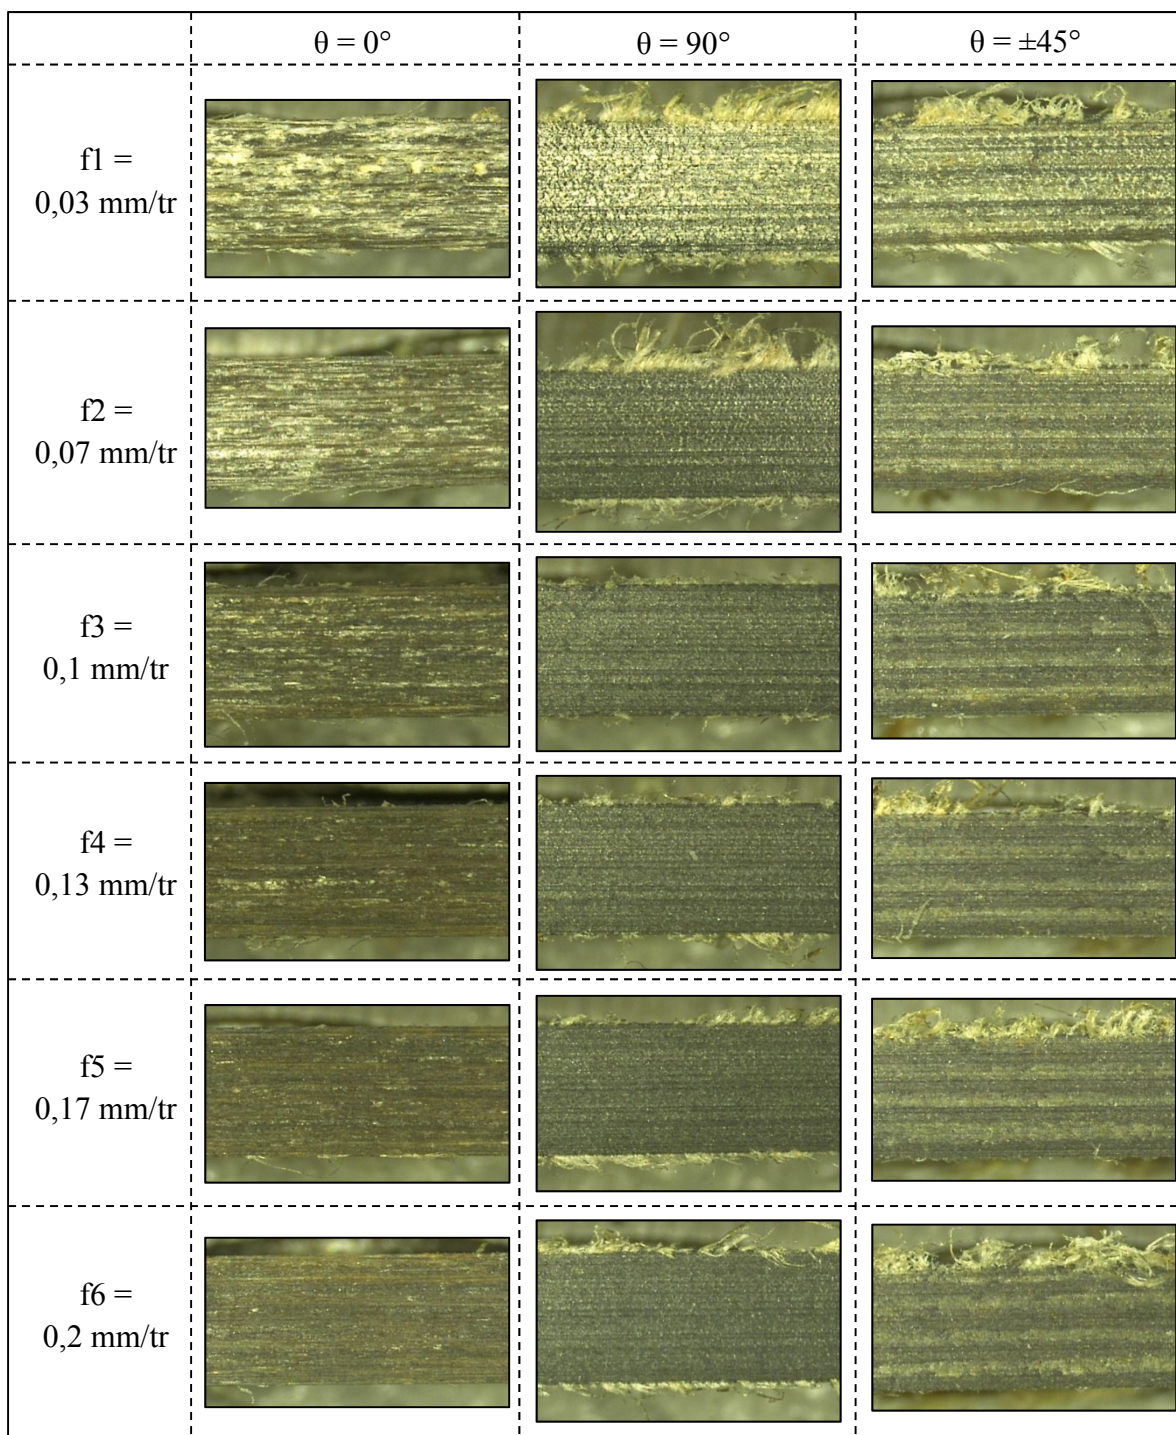 θ = 0°
θ = 90°
θ = ±45°
f1 =
0,03 mm/tr
f2 =
0,07 mm/tr
f3 =
0,1 mm/tr
f4 =
0,13 mm/tr
f5 =
0,17 mm/tr
f6 =
0,2 mm/tr